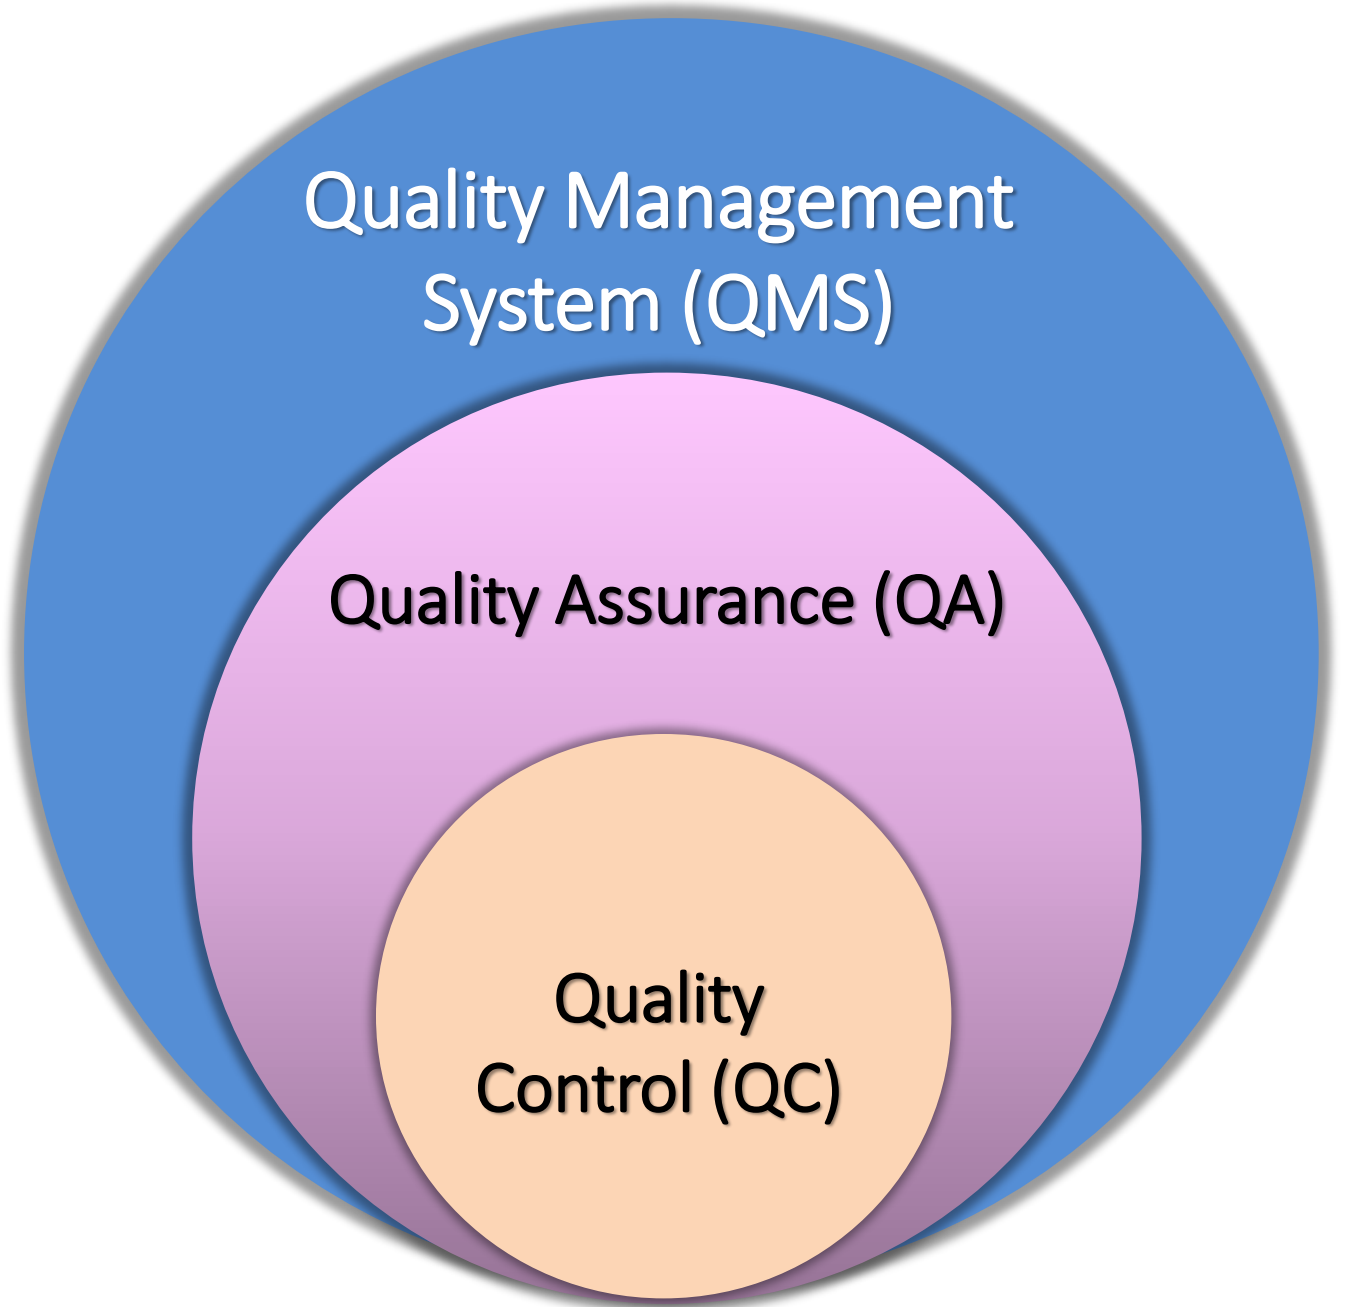 Quality Management
System (QMS)
Quality Assurance (QA)
Quality
Control (QC)